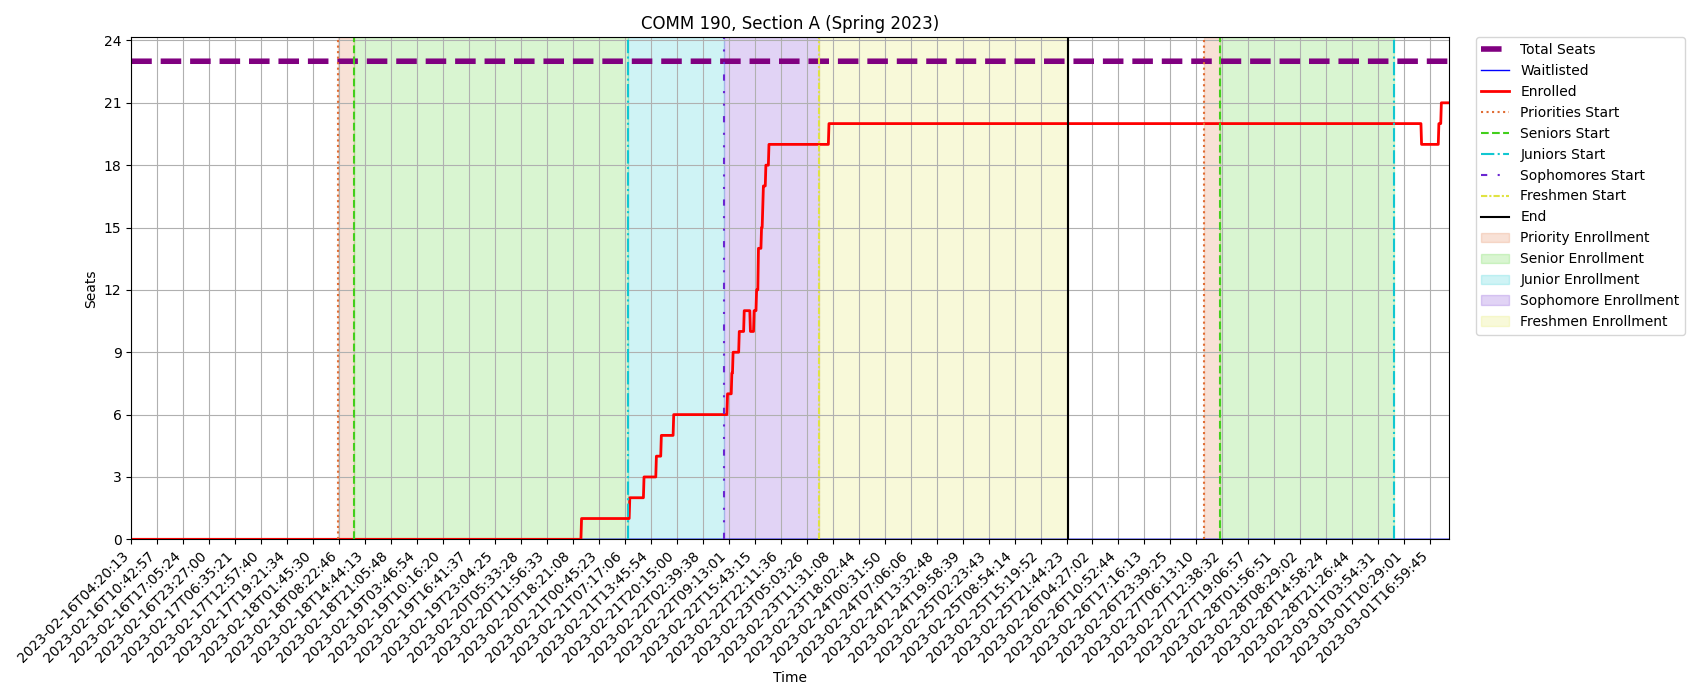 COMM 190, Section A (Spring 2023)
24
21
18
15
12
9
6
3
0
Seats
2023-02-16T04:20:13
2023-02-16T10:42:57
2023-02-16T17:05:24
2023-02-16T23:27:00
2023-02-17T06:35:21
2023-02-17T12:57:40
2023-02-17T19:21:34
2023-02-18T01:45:30
2023-02-18T08:22:46
2023-02-18T14:44:13
2023-02-18T21:05:48
2023-02-19T03:46:54
2023-02-19T10:16:20
2023-02-19T16:41:37
2023-02-19T23:04:25
2023-02-20T05:33:28
2023-02-20T11:56:33
2023-02-20T18:21:08
2023-02-21T00:45:23
2023-02-21T07:17:06
2023-02-21T13:45:54
2023-02-21T20:15:00
2023-02-22T02:39:38
2023-02-22T09:13:01
2023-02-22T15:43:15
2023-02-22T22:11:36
2023-02-23T05:03:26
2023-02-23T11:31:08
2023-02-23T18:02:44
2023-02-24T00:31:50
2023-02-24T07:06:06
2023-02-24T13:32:48
2023-02-24T19:58:39
2023-02-25T02:23:43
2023-02-25T08:54:14
2023-02-25T15:19:52
2023-02-25T21:44:23
2023-02-26T04:27:02
2023-02-26T10:52:44
2023-02-26T17:16:13
2023-02-26T23:39:25
2023-02-27T06:13:10
2023-02-27T12:38:32
2023-02-27T19:06:57
2023-02-28T01:56:51
2023-02-28T08:29:02
2023-02-28T14:58:24
2023-02-28T21:26:44
2023-03-01T03:54:31
2023-03-01T10:29:01
2023-03-01T16:59:45
Time
Total Seats
Waitlisted
Enrolled
Priorities Start
Seniors Start
Juniors Start
Sophomores Start
Freshmen Start
End
Priority Enrollment
Senior Enrollment
Junior Enrollment
Sophomore Enrollment
Freshmen Enrollment